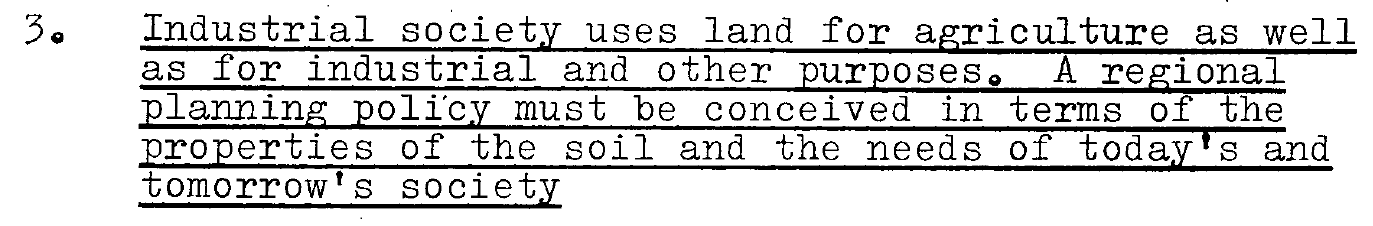 3. Industrial society uses land for agriculture as well
as for industrial and other purposes. A regional
planning policy must be conceived in terms of the
properties of the soil and the needs of today's and
tomorrow's society